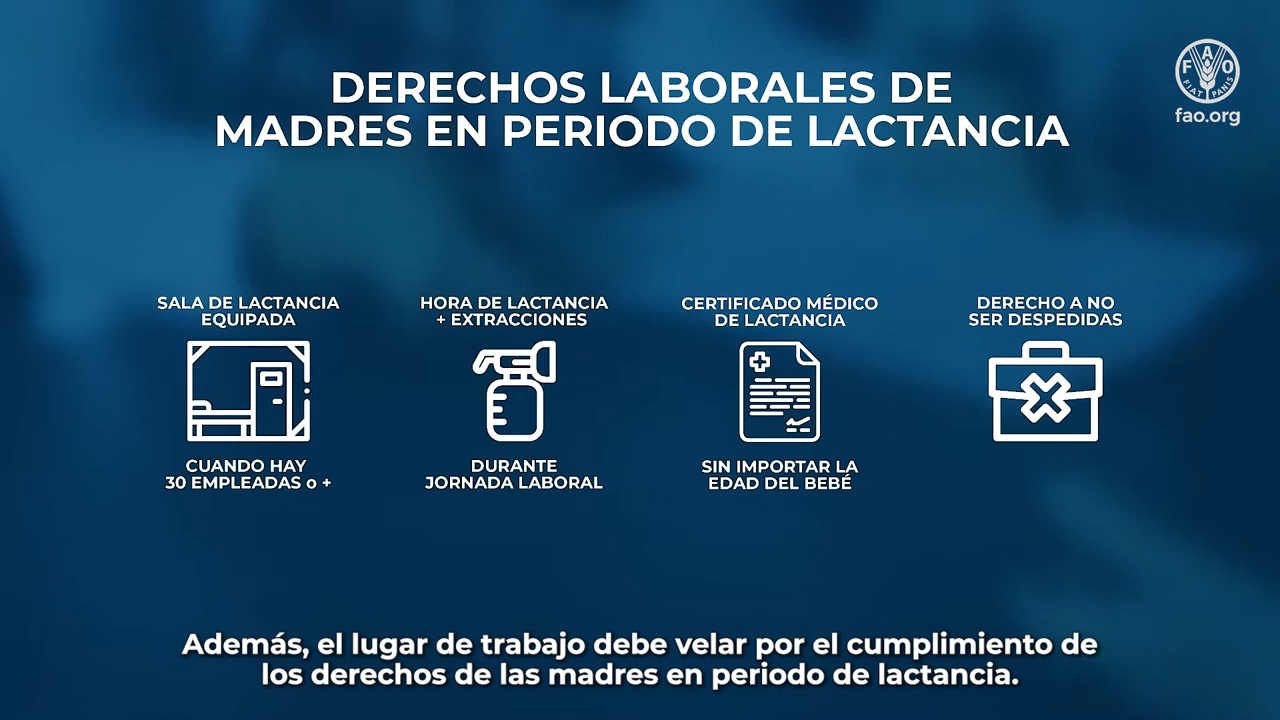 DERECHOS LABORALES DE
MADRES EN PERIODO DE LACTANCIA
F A O
FIAT PANIS
fao.org
SALA DE LACTANCIA
EQUIPADA
CUANDO HAY
30 EMPLEADAS o +
HORA DE LACTANCIA
+ EXTRACCIONES
DURANTE
JORNADA LABORAL
CERTIFICADO MÉDICO
DE LACTANCIA
SIN IMPORTAR LA
EDAD DEL BEBÉ
DERECHO A NO
SER DESPEDIDAS
Además, el lugar de trabajo debe velar por el cumplimiento de
los derechos de las madres en periodo de lactancia.